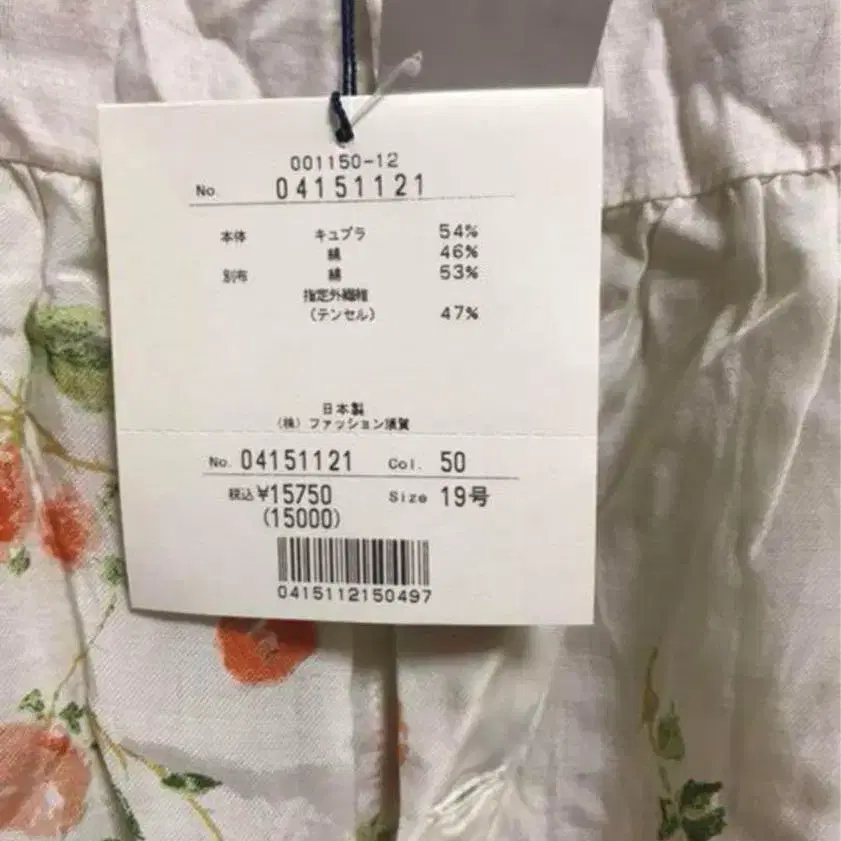 001150-12
No. 04151121
本体 キュプラ 54%
綿 46%
別布 綿 53%
指定外繊維
(テンセル) 47%
日本製
(株) ファッション須賀
No. 04151121 Col. 50
税込¥15750 Size 19号
(15000)
0415112150497